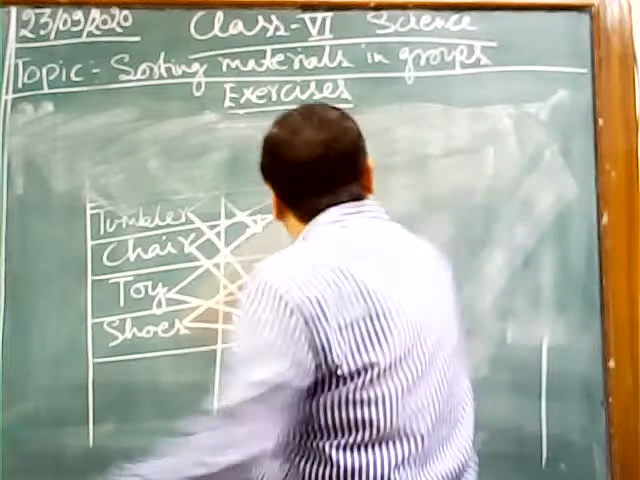 23/09/2020 Class-VI Science
Topic:- Sorting materials in groups
Exercises
Tumbler
Chair
Toy
Shoes